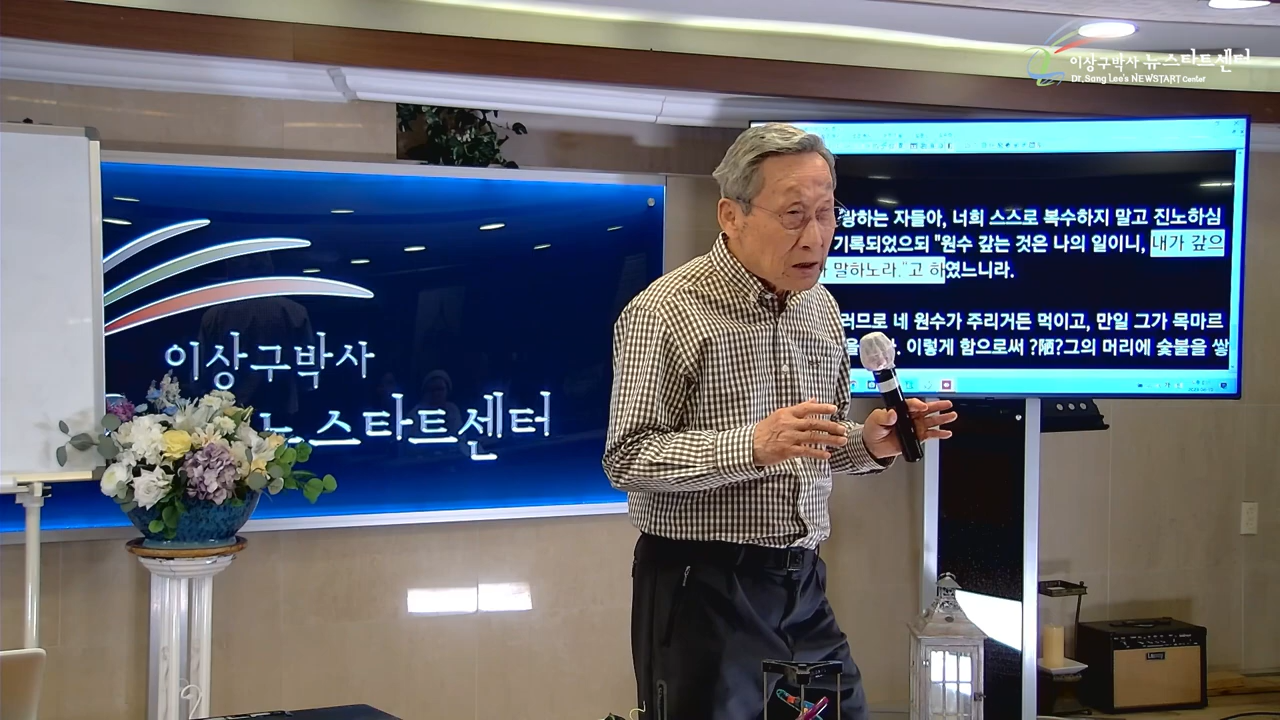 이상구박사 뉴스타트센터
Dr. Sang Lee's NEWSTART Center
이상구박사
뉴스타트센터
랑하는 자들아, 너희 스스로 복수하지 말고 진노하심
기록되었으되 "원수 갚는 것은 나의 일이니, 내가 갚으
말하노라."고 하였느니라.
러므로 네 원수가 주리거든 먹이고, 만일 그가 목마르
이렇게 함으로써 ?陋?그의 머리에 숯불을 쌓